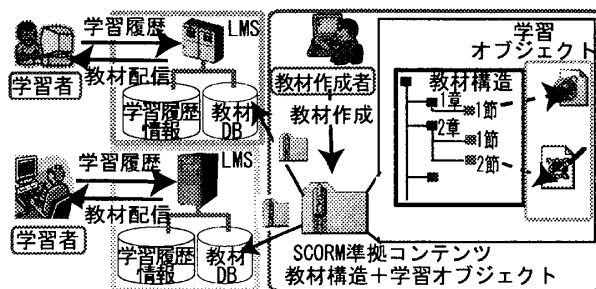 学習履歴
LMS
教材配信
学習者
学習履歴
情報
教材
DB
学習履歴
LMS
教材配信
学習者
学習履歴
情報
教材
DB
教材作成者
教材作成
学習
オブジェクト
教材構造
1章
1節
2章
1節
2節
SCORM準拠コンテンツ
教材構造+学習オブジェクト